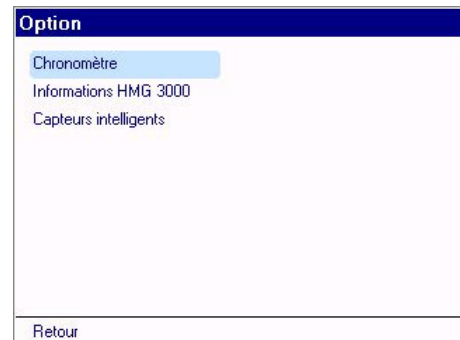 Option
Chronomètre
Informations HMG 3000
Capteurs intelligents
Retour